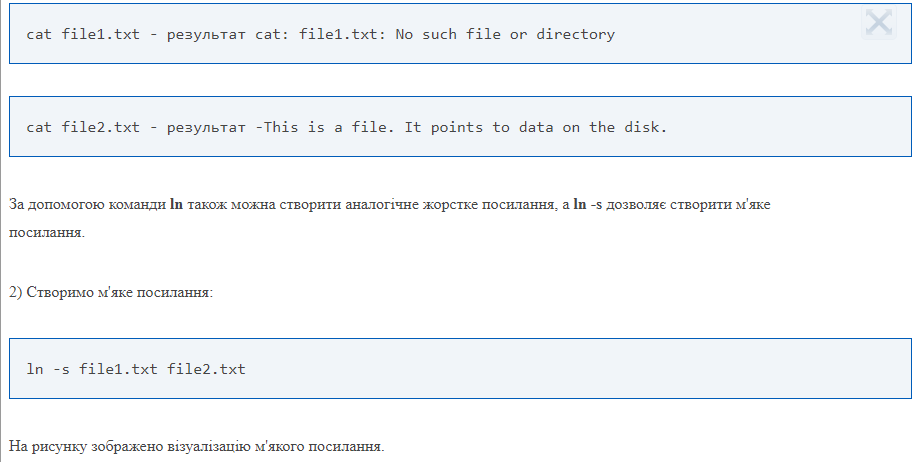 cat file1.txt - результат cat: file1.txt: No such file or directory
cat file2.txt - результат -This is a file. It points to data on the disk.
За допомогою команди ln також можна створити аналогічне жорстке посилання, а ln -s дозволяє створити м'яке
посилання.
2) Створимо м'яке посилання:
ln -s file1.txt file2.txt
На рисунку зображено візуалізацію м'якого посилання.